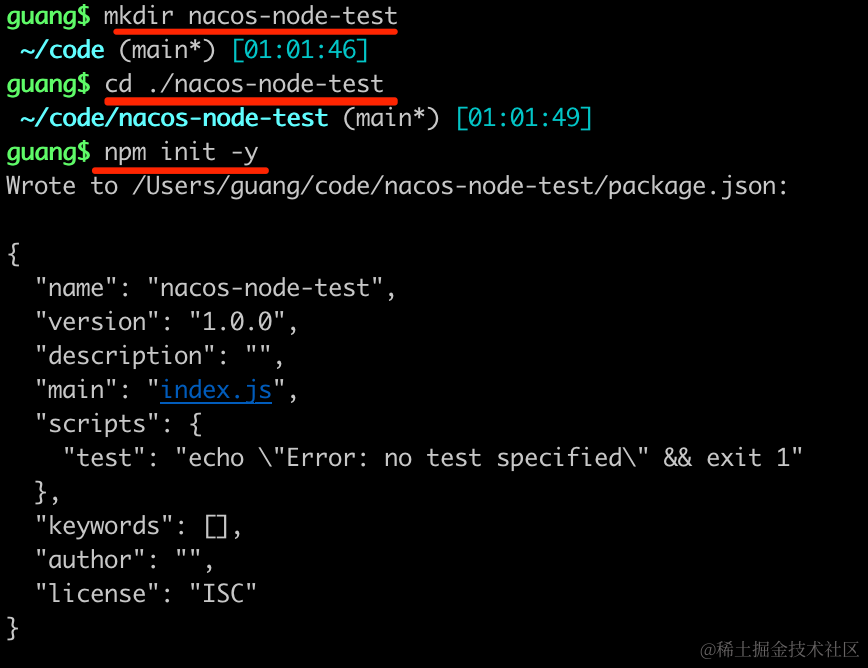 guang$ mkdir nacos-node-test
~/code (main*) [01:01:46]
guang$ cd ./nacos-node-test
~/code/nacos-node-test (main*) [01:01:49]
guang$ npm init -y
Wrote to /Users/guang/code/nacos-node-test/package.json:
{
  "name": "nacos-node-test",
  "version": "1.0.0",
  "description": "",
  "main": "index.js",
  "scripts": {
    "test": "echo \"Error: no test specified\" && exit 1"
  },
  "keywords": [],
  "author": "",
  "license": "ISC"
}
@稀土掘金技术社区